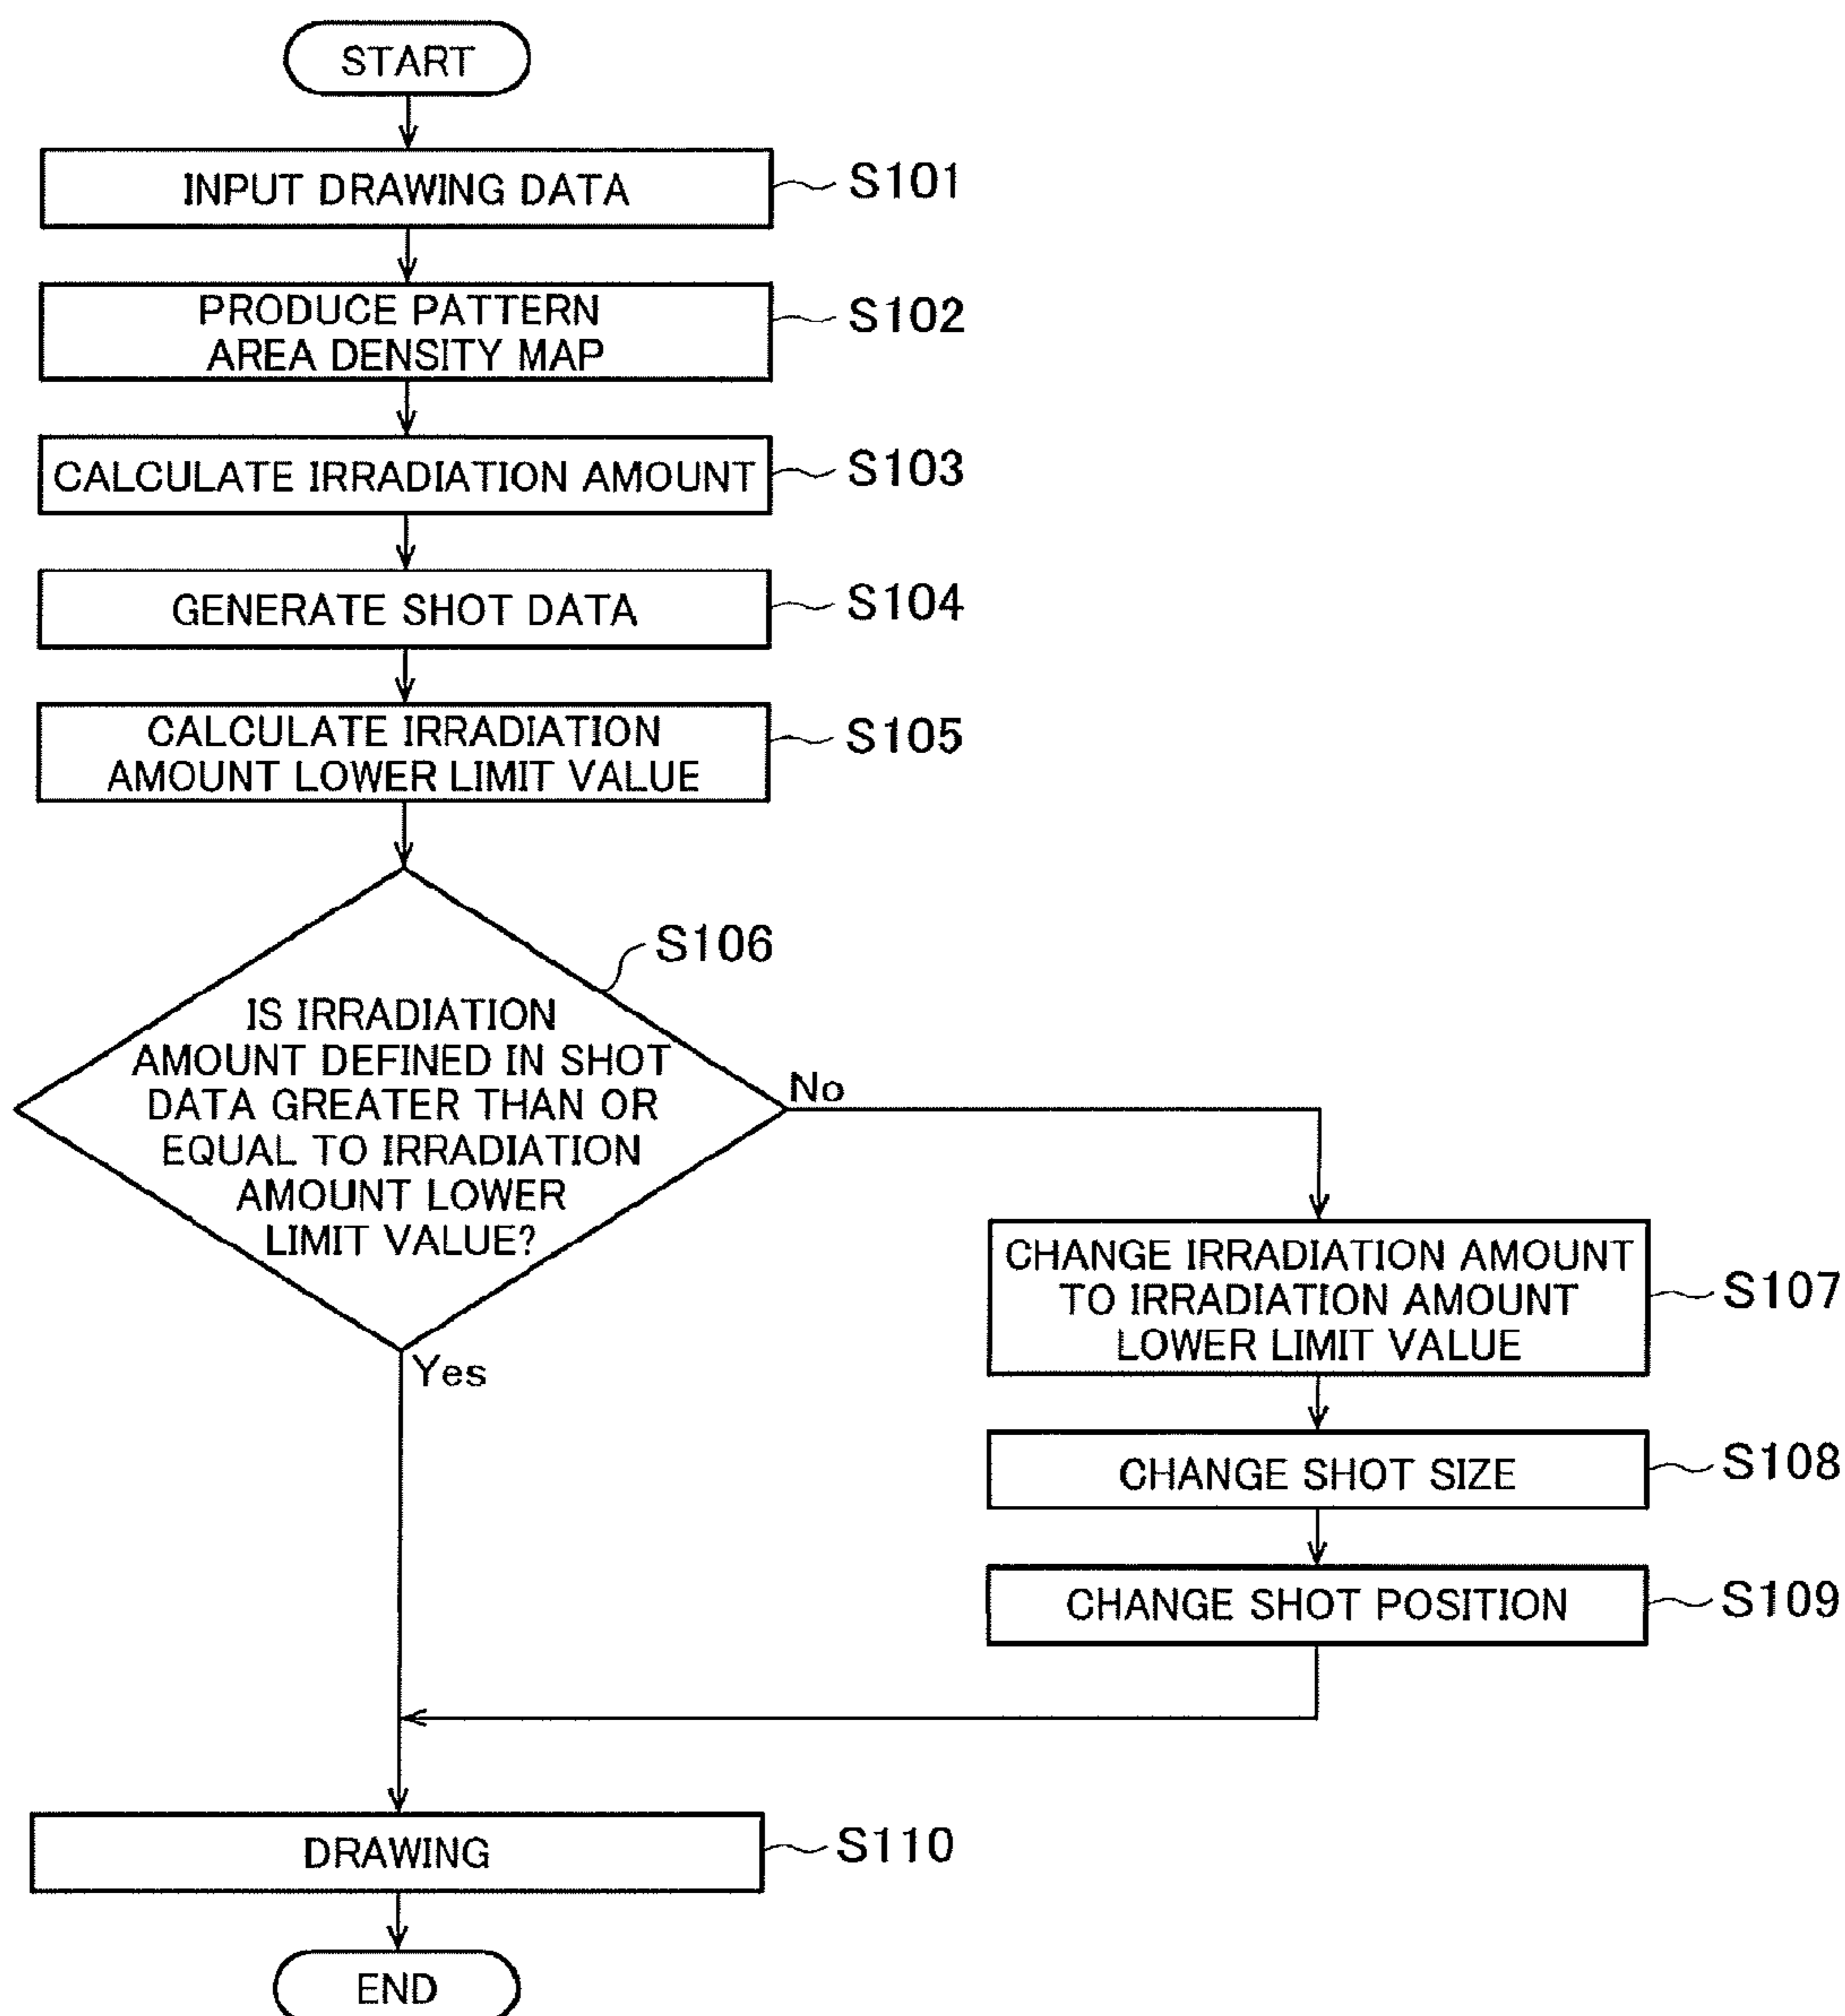 START
INPUT DRAWING DATA
S101
PRODUCE PATTERN
AREA DENSITY MAP
S102
CALCULATE IRRADIATION AMOUNT
S103
GENERATE SHOT DATA
S104
CALCULATE IRRADIATION
AMOUNT LOWER LIMIT VALUE
S105
S106
IS IRRADIATION
AMOUNT DEFINED IN SHOT
DATA GREATER THAN OR
EQUAL TO IRRADIATION
AMOUNT LOWER
LIMIT VALUE?
No
Yes
CHANGE IRRADIATION AMOUNT
TO IRRADIATION AMOUNT
LOWER LIMIT VALUE
S107
CHANGE SHOT SIZE
S108
CHANGE SHOT POSITION
S109
DRAWING
S110
END